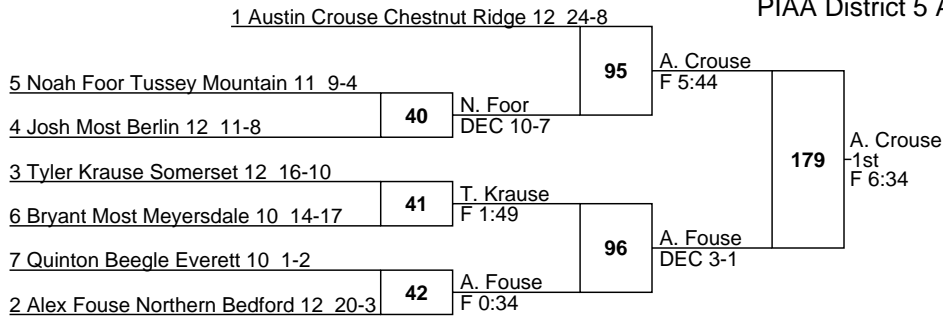 PIAA District 5 A
1 Austin Crouse Chestnut Ridge 12 24-8
95
A. Crouse
F 5:44
5 Noah Foor Tussey Mountain 11 9-4
40
N. Foor
DEC 10-7
4 Josh Most Berlin 12 11-8
179
A. Crouse
1st
F 6:34
3 Tyler Krause Somerset 12 16-10
41
T. Krause
F 1:49
6 Bryant Most Meyersdale 10 14-17
96
A. Fouse
DEC 3-1
7 Quinton Beegle Everett 10 1-2
42
A. Fouse
F 0:34
2 Alex Fouse Northern Bedford 12 20-3